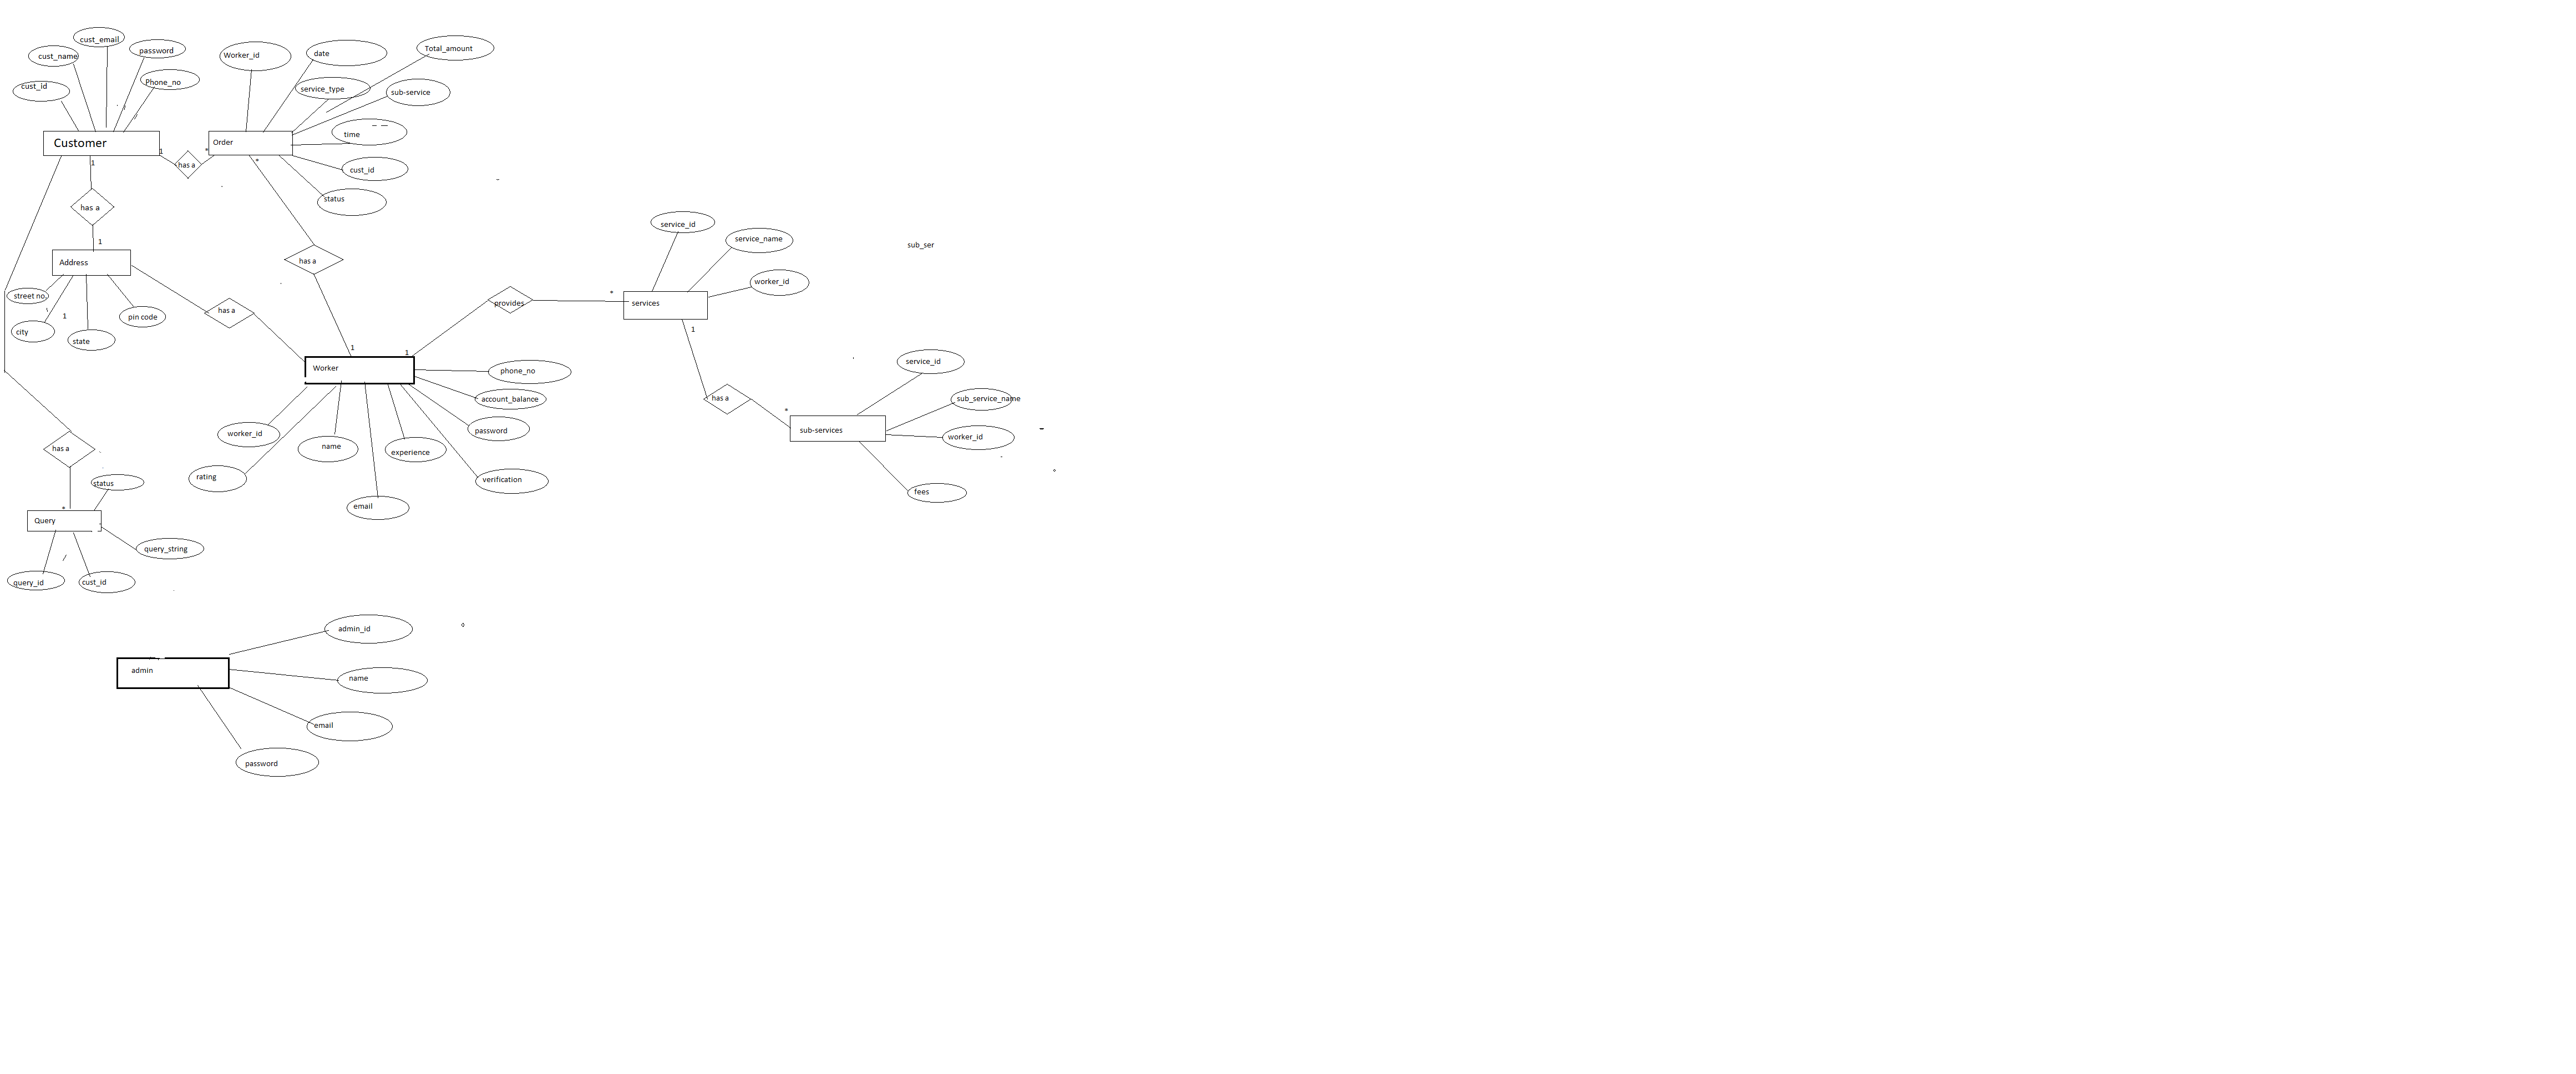 cust_email
cust_name
password
Phone_no
cust_id
Worker_id
date
Total_amount
service_type
sub-service
time
cust_id
status
Customer
1
has a
*
Order
*
1
has a
1
Address
street no.
city
1
state
pin code
has a
has a
1
1
provides
*
services
service_id
service_name
worker_id
sub_ser
1
has a
*
sub-services
service_id
sub_service_name
worker_id
fees
Worker
phone_no
account_balance
password
worker_id
name
experience
rating
verification
email
has a
status
*
Query
query_string
query_id
cust_id
admin_id
admin
name
email
password